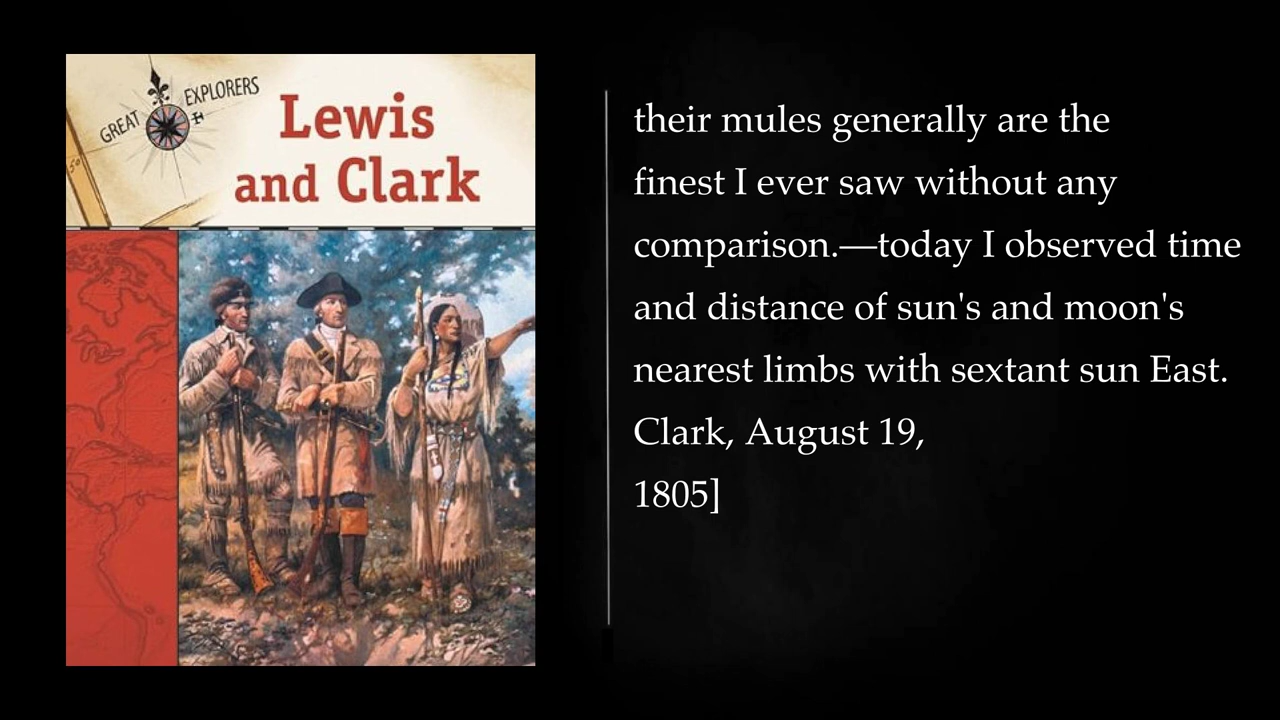 GREAT EXPLORERS
Lewis
and Clark
their mules generally are the
finest I ever saw without any
comparison.—today I observed time
and distance of sun's and moon's
nearest limbs with sextant sun East.
Clark, August 19,
1805]